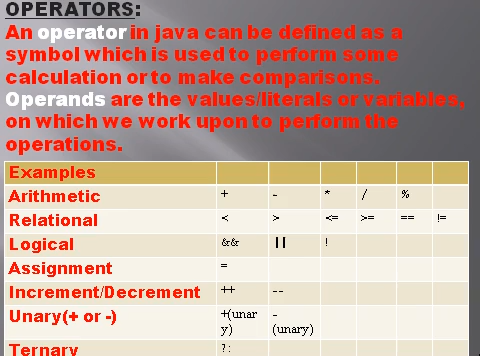 OPERATORS:
An operator in java can be defined as a
symbol which is used to perform some
calculation or to make comparisons.
Operands are the values/literals or variables,
on which we work upon to perform the
operations.
Examples
Arithmetic + - * / %
Relational < > <= >= == !=
Logical && || !
Assignment =
Increment/Decrement ++ --
Unary(+ or -) +(unar - 
y) (unary)
Ternary ?: